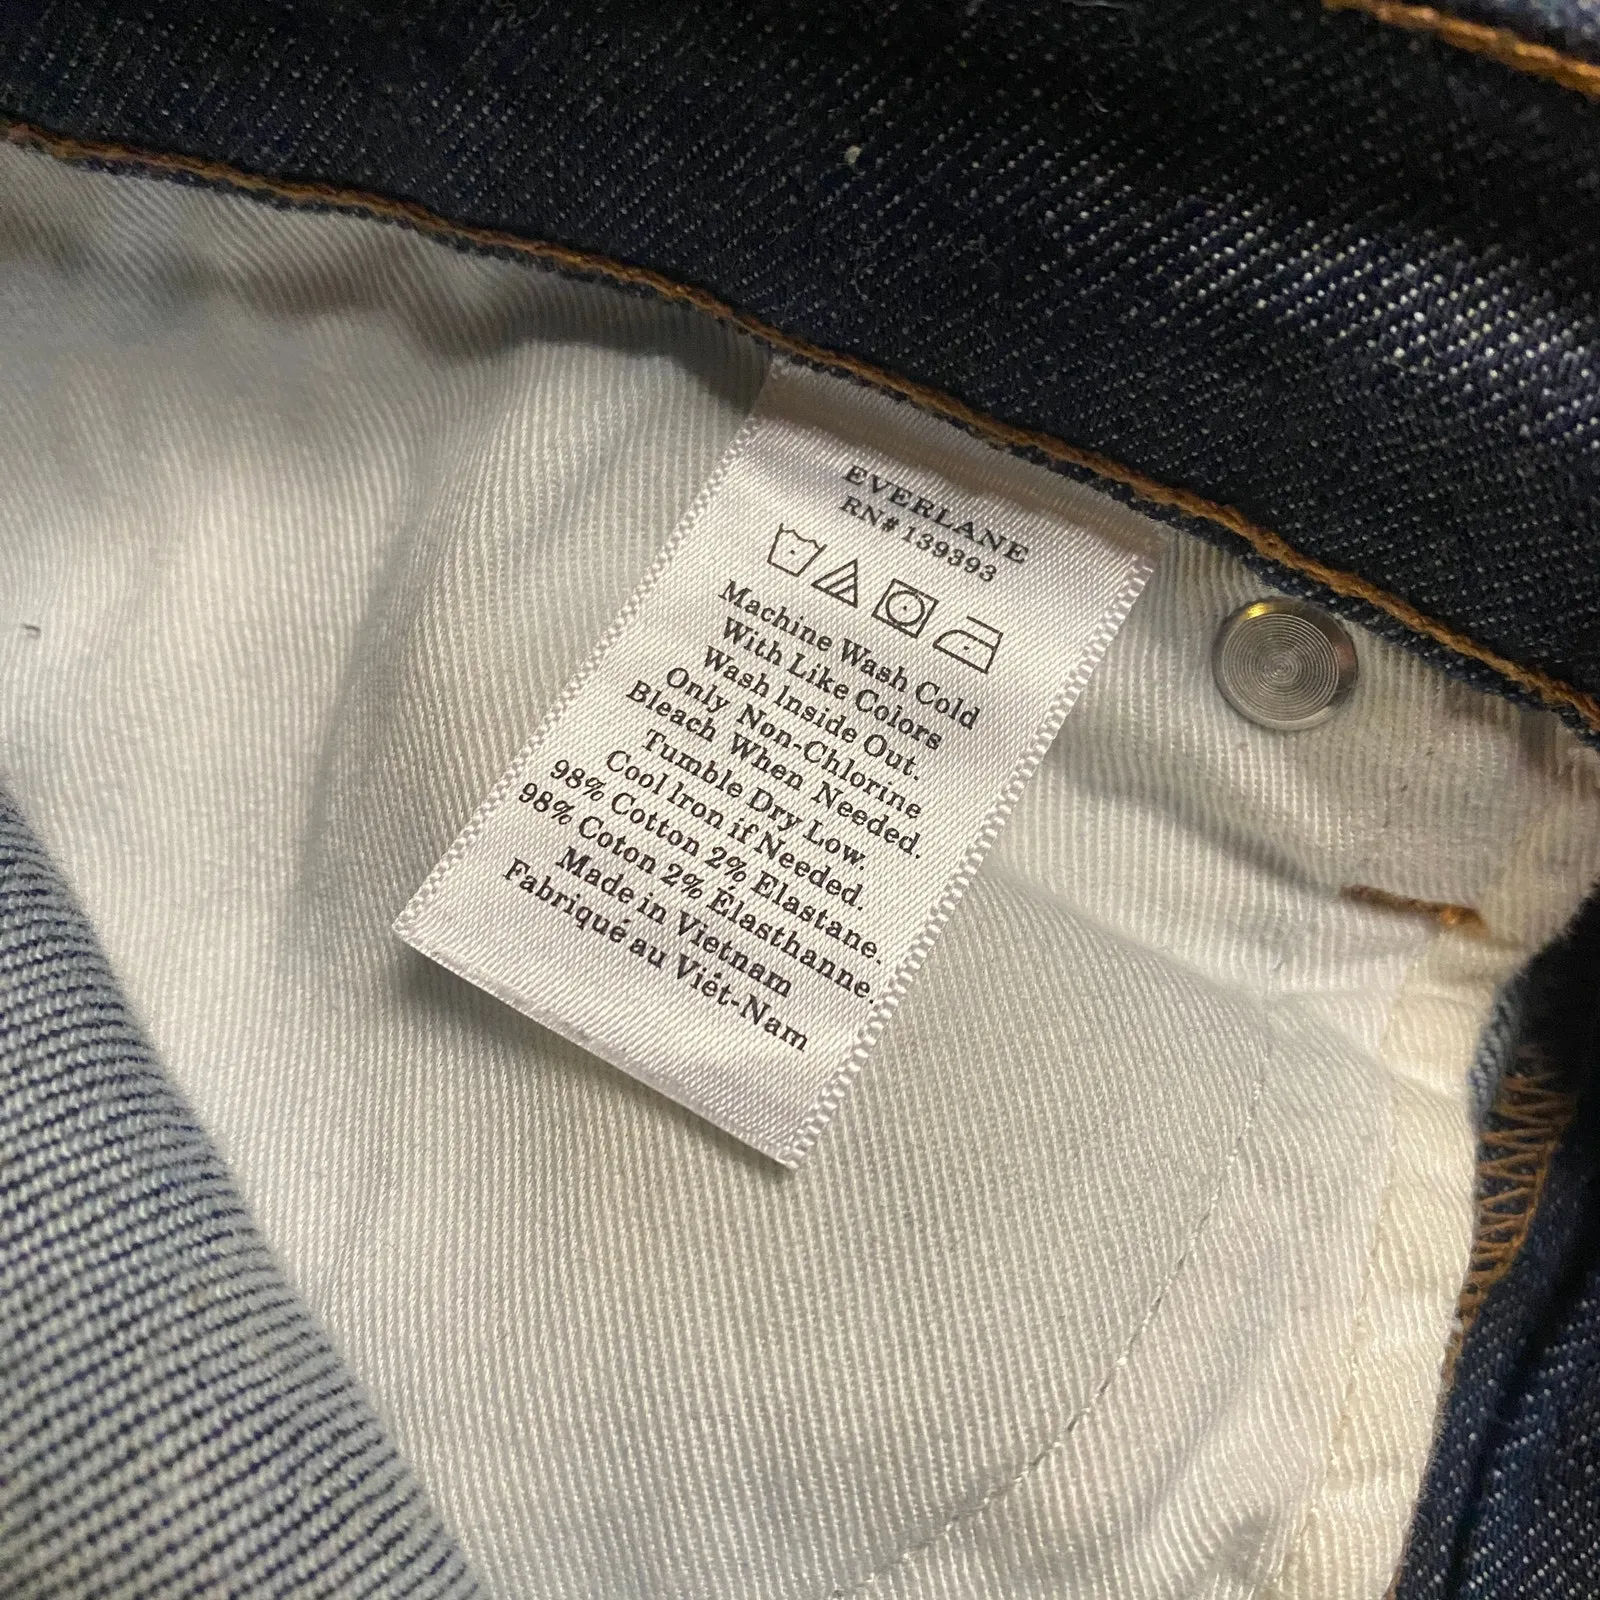 EVERLANE
RN# 139393
Machine Wash Cold
With Like Colors
Wash Inside Out.
Only Non-Chlorine
Bleach When Needed.
Tumble Dry Low.
Cool Iron if Needed.
98% Cotton 2% Elastane.
98% Coton 2% Élasthanne.
Made in Vietnam
Fabriqué au Viêt-Nam